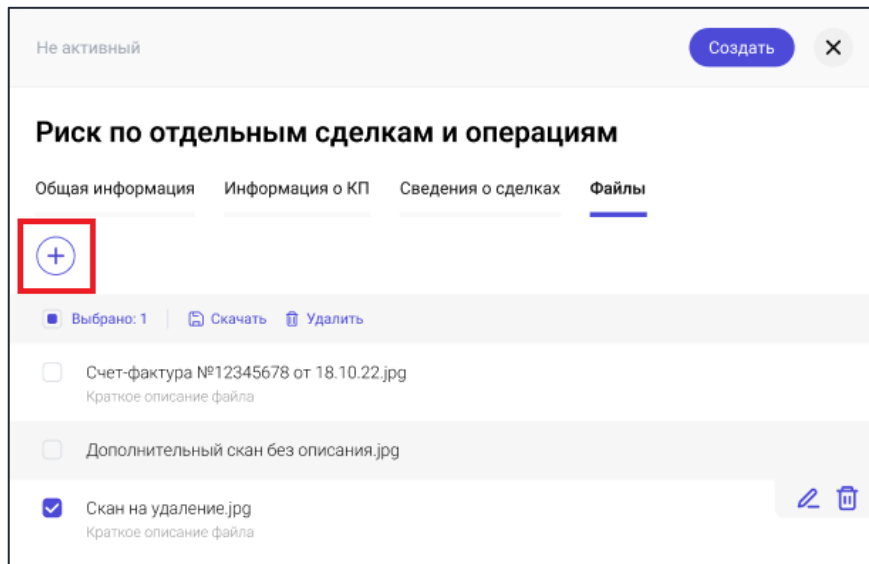 Не активный
Создать
Риск по отдельным сделкам и операциям
Общая информация Информация о КП Сведения о сделках Файлы
Выбрано: 1 Скачать Удалить
Счет-фактура №12345678 от 18.10.22.jpg
Краткое описание файла
Дополнительный скан без описания.jpg
Скан на удаление.jpg
Краткое описание файла